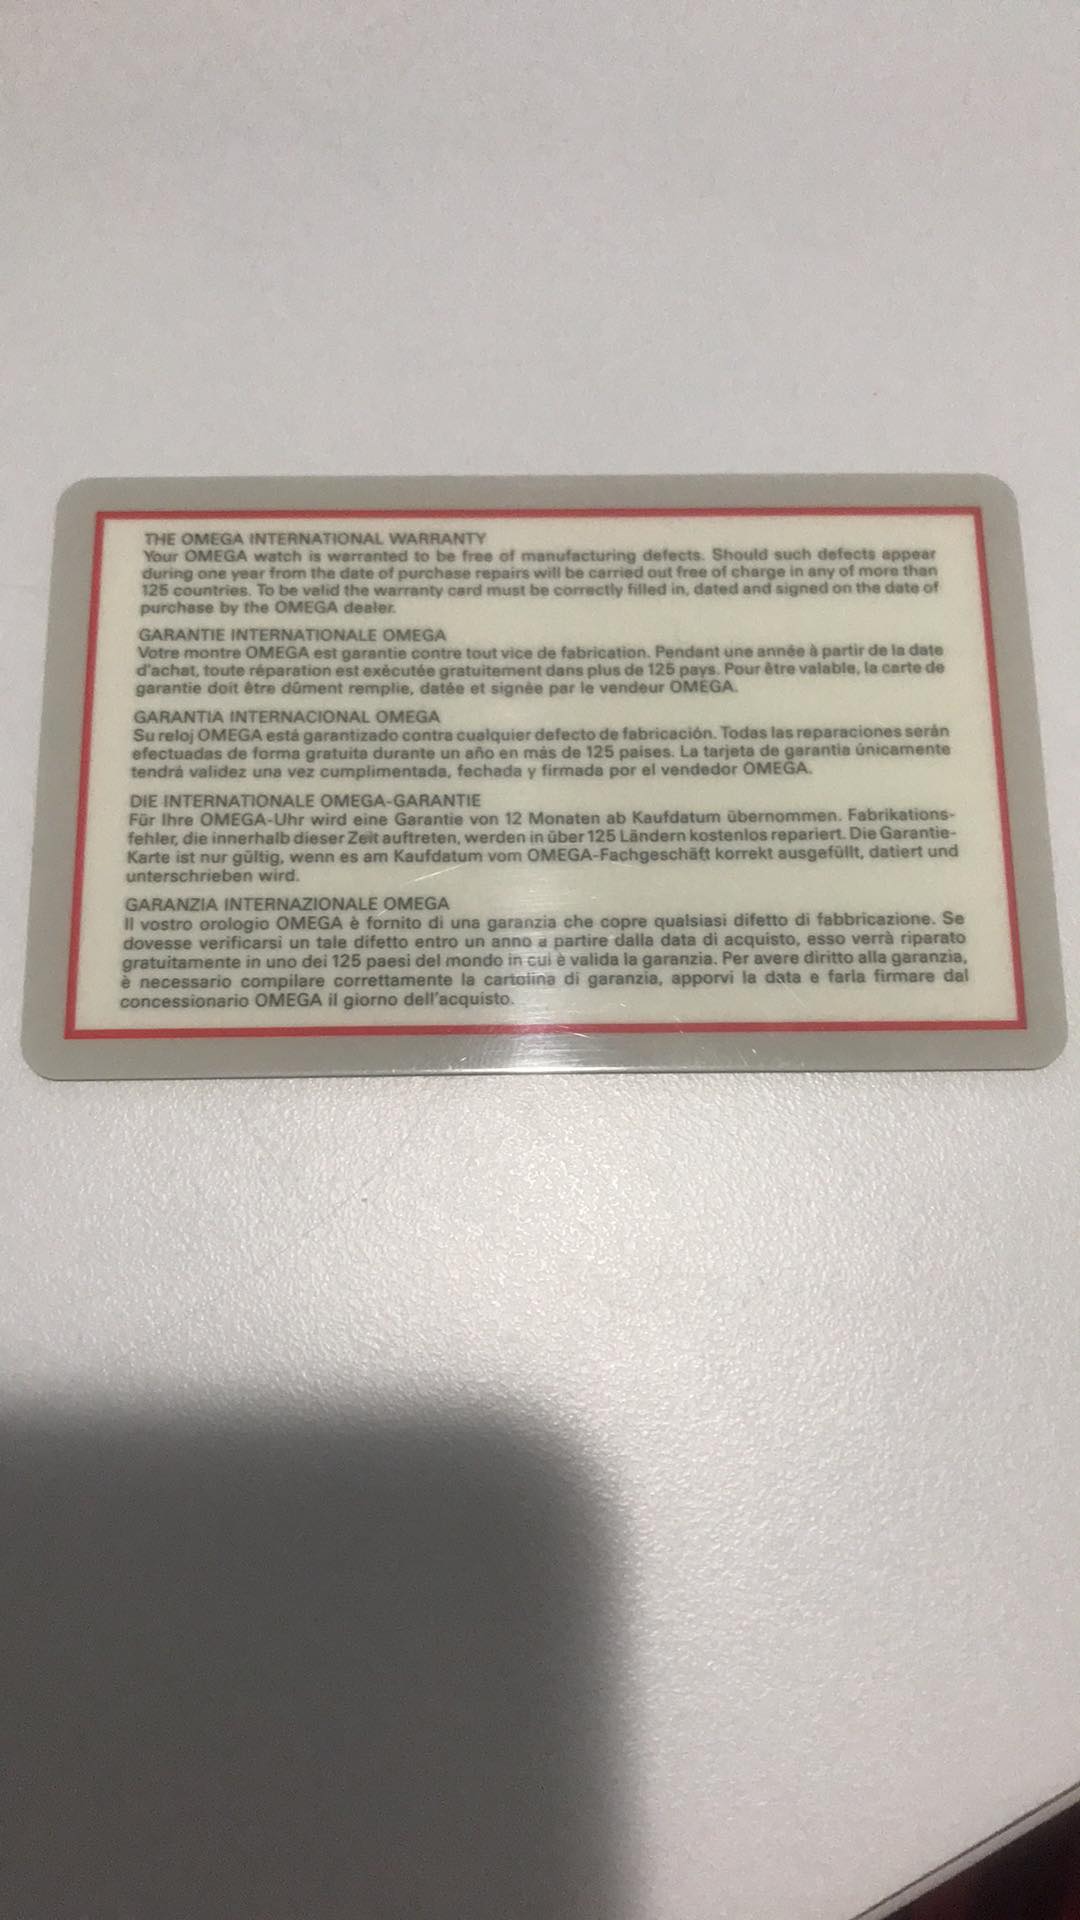 THE OMEGA INTERNATIONAL WARRANTY
Your OMEGA watch is warranted to be free of manufacturing defects. Should such defects appear
during one year from the date of purchase repairs will be carried out free of charge in any of more than
125 countries. To be valid the warranty card must be correctly filled in, dated and signed on the date of
purchase by the OMEGA dealer.
GARANTIE INTERNATIONALE OMEGA
Votre montre OMEGA est garantie contre tout vice de fabrication. Pendant une année à partir de la date
d'achat, toute réparation est exécutée gratuitement dans plus de 125 pays. Pour être valable, la carte de
garantie doit être dûment remplie, datée et signée par le vendeur OMEGA.
GARANTIA INTERNACIONAL OMEGA
Su reloj OMEGA está garantizado contra cualquier defecto de fabricación. Todas las reparaciones serán
efectuadas de forma gratuita durante un año en más de 125 países. La tarjeta de garantia únicamente
tendrá validez una vez cumplimentada, fechada y firmada por el vendedor OMEGA.
DIE INTERNATIONALE OMEGA-GARANTIE
Für Ihre OMEGA-Uhr wird eine Garantie von 12 Monaten ab Kaufdatum übernommen. Fabrikations-
fehler, die innerhalb dieser Zeit auftreten, werden in über 125 Ländern kostenlos repariert. Die Garantie-
Karte ist nur gültig, wenn es am Kaufdatum vom OMEGA-Fachgeschäft korrekt ausgefüllt, datiert und
unterschrieben wird.
GARANZIA INTERNAZIONALE OMEGA
Il vostro orologio OMEGA è fornito di una garanzia che copre qualsiasi difetto di fabbricazione. Se
dovesse verificarsi un tale difetto entro un anno a partire dalla data di acquisto, esso verrà riparato
gratuitamente in uno dei 125 paesi del mondo in cui è valida la garanzia. Per avere diritto alla garanzia,
è necessario compilare correttamente la cartolina di garanzia, apporvi la data e farla firmare dal
concessionario OMEGA il giorno dell'acquisto.